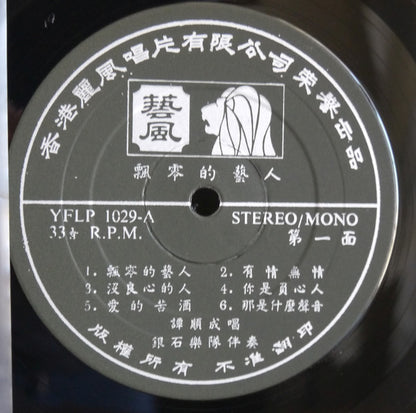 香港麗風唱片有限公司榮譽出品
藝風
飄零的藝人
YFLP 1029-A
STEREO/MONO
33⅓ R.P.M.
第一面
1. 飄零的藝人
2. 有情無情
3. 沒良心的人
4. 你是負心人
5. 愛的苦酒
6. 那是什麼聲音
譚順成唱
銀石樂隊伴奏
版權所有 不准翻印